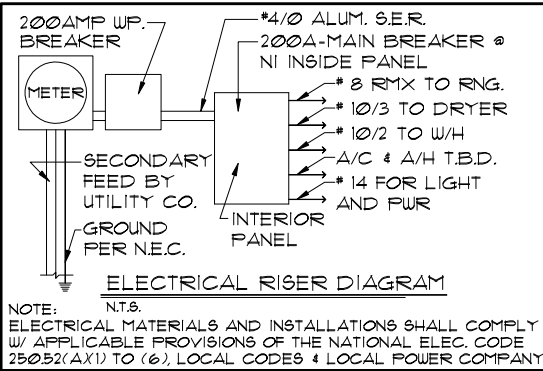 200AMP WP.
BREAKER
#4/0 ALUM. S.E.R.
200A-MAIN BREAKER @
NI INSIDE PANEL
METER
# 8 RMX TO RNG.
# 10/3 TO DRYER
# 10/2 TO W/H
A/C & A/H T.B.D.
# 14 FOR LIGHT
AND PWR
SECONDARY
FEED BY
UTILITY CO.
GROUND
PER N.E.C.
INTERIOR
PANEL
ELECTRICAL RISER DIAGRAM
N.T.S.
NOTE:
ELECTRICAL MATERIALS AND INSTALLATIONS SHALL COMPLY
W/ APPLICABLE PROVISIONS OF THE NATIONAL ELEC. CODE
250.52(A)(1) TO (6), LOCAL CODES & LOCAL POWER COMPANY